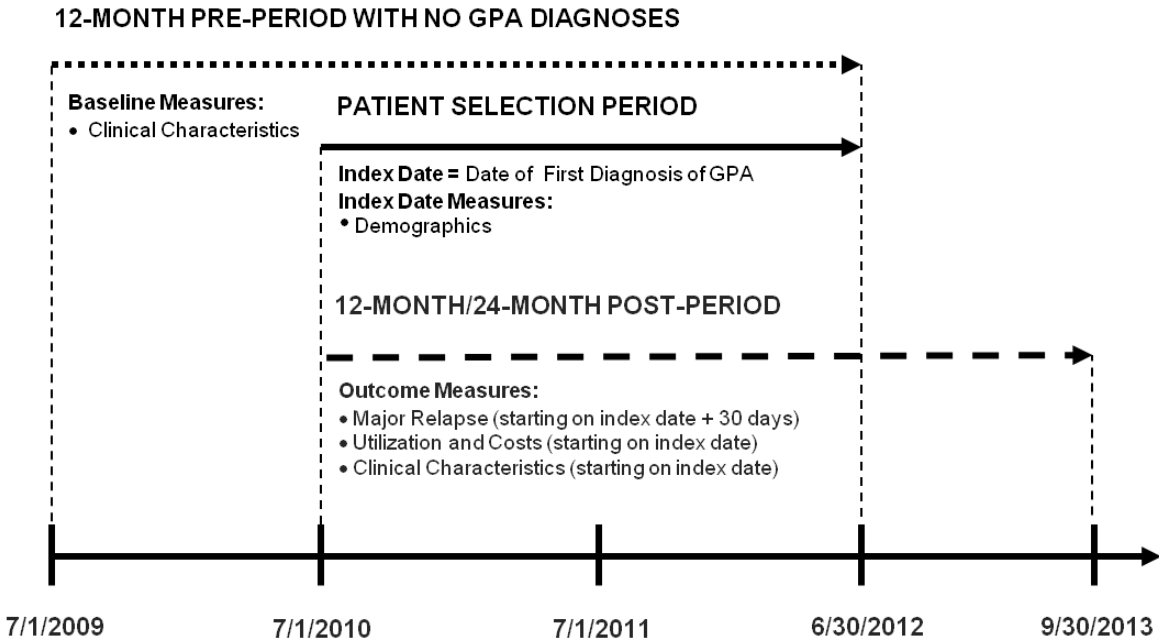 12-MONTH PRE-PERIOD WITH NO GPA DIAGNOSES
Baseline Measures:
• Clinical Characteristics
PATIENT SELECTION PERIOD
Index Date = Date of First Diagnosis of GPA
Index Date Measures:
• Demographics
12-MONTH/24-MONTH POST-PERIOD
Outcome Measures:
• Major Relapse (starting on index date + 30 days)
• Utilization and Costs (starting on index date)
• Clinical Characteristics (starting on index date)
7/1/2009 7/1/2010 7/1/2011 6/30/2012 9/30/2013